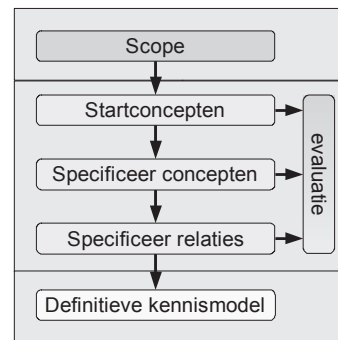 Scope
Startconcepten
Specificeer concepten
Specificeer relaties
evaluatie
Definitieve kennismodel